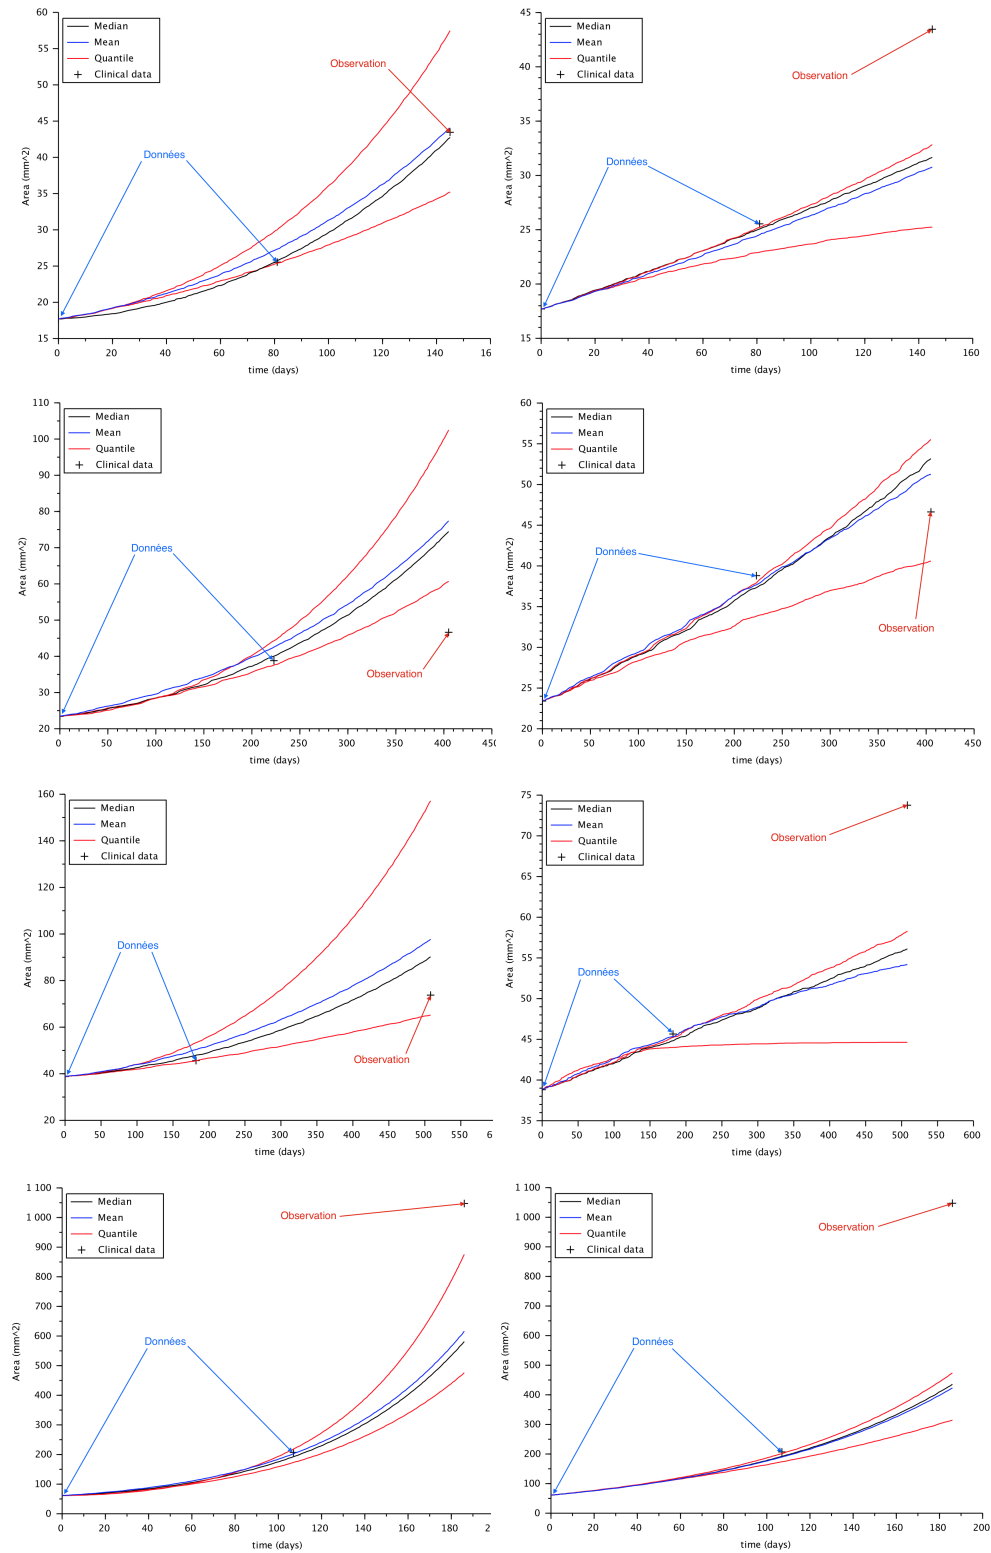 Median
Mean
Quantile
Clinical data
Observation
Données
60
55
50
45
40
35
30
25
20
15
Area (mm^2)
0 20 40 60 80 100 120 140 16
time (days)
Median
Mean
Quantile
Clinical data
Observation
Données
45
40
35
30
25
20
15
Area (mm^2)
0 20 40 60 80 100 120 140 160
time (days)
Median
Mean
Quantile
Clinical data
Données
Observation
110
100
90
80
70
60
50
40
30
20
Area (mm^2)
0 50 100 150 200 250 300 350 400 450
time (days)
Median
Mean
Quantile
Clinical data
Données
Observation
60
55
50
45
40
35
30
25
20
Area (mm^2)
0 50 100 150 200 250 300 350 400 450
time (days)
Median
Mean
Quantile
Clinical data
Données
Observation
160
140
120
100
80
60
40
20
Area (mm^2)
0 50 100 150 200 250 300 350 400 450 500 550 6
time (days)
Median
Mean
Quantile
Clinical data
Observation
Données
75
70
65
60
55
50
45
40
35
Area (mm^2)
0 50 100 150 200 250 300 350 400 450 500 550 600
time (days)
Median
Mean
Quantile
Clinical data
Observation
Données
1 100
1 000
900
800
700
600
500
400
300
200
100
0
Area (mm^2)
0 20 40 60 80 100 120 140 160 180 2
time (days)
Median
Mean
Quantile
Clinical data
Observation
Données
1 100
1 000
900
800
700
600
500
400
300
200
100
0
Area (mm^2)
0 20 40 60 80 100 120 140 160 180 200
time (days)